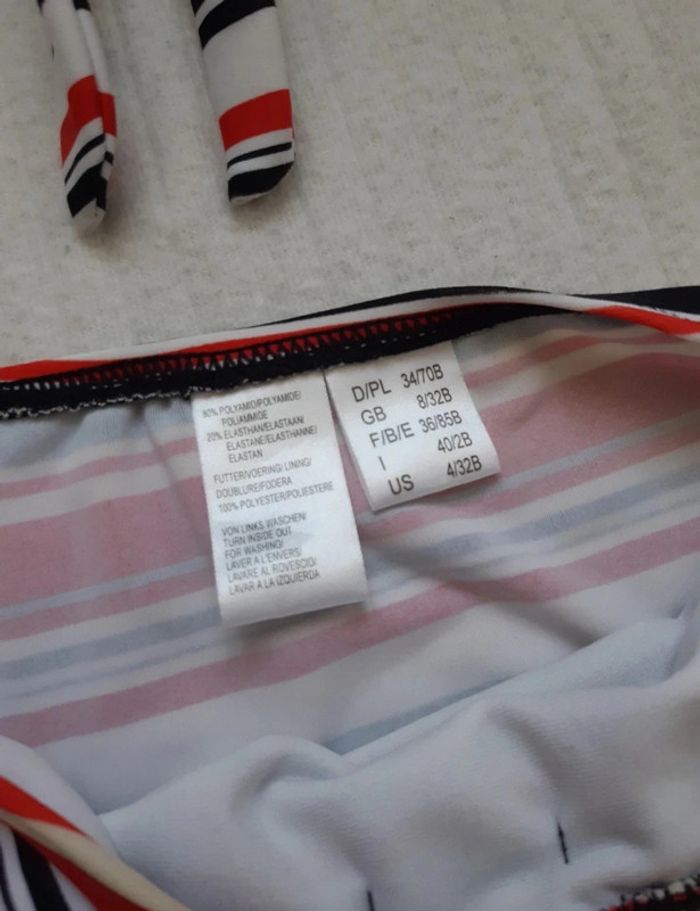 80% POLYAMID/POLYAMIDE/
POLIAMMIDE
20% ELASTHAN/ELASTAAN/
ELASTANE/ELASTHANNE/
ELASTAN
FUTTER/VOERING/ LINING/
DOUBLURE/FODERA
100% POLYESTER/POLIESTERE
VON LINKS WASCHEN/
TURN INSIDE OUT
FOR WASHING/
LAVER A L'ENVERS/
LAVARE AL ROVESCIO/
LAVAR A LA IZQUIERDA
D/PL 34/70B
GB 8/32B
F/B/E 36/85B
I 40/2B
US 4/32B